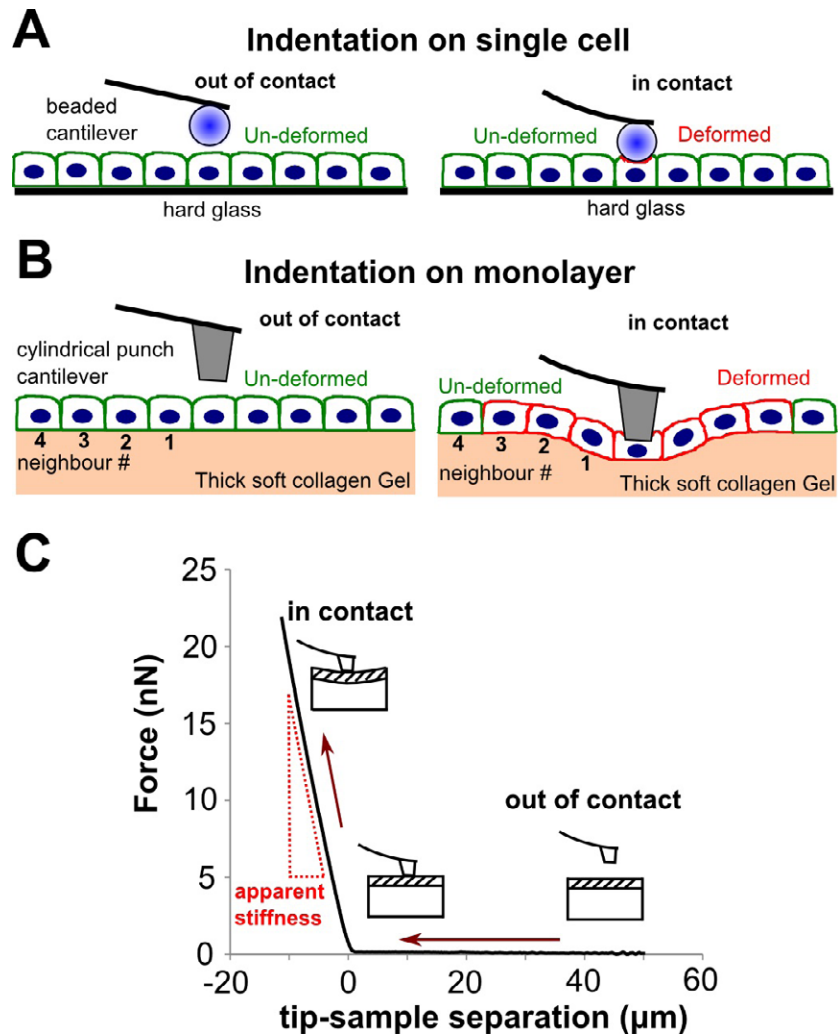 A
Indentation on single cell
out of contact
in contact
beaded
cantilever
Un-deformed
Un-deformed
Deformed
hard glass
hard glass
B
Indentation on monolayer
out of contact
in contact
cylindrical punch
cantilever
Un-deformed
Un-deformed
Deformed
4 3 2 1
neighbour #
Thick soft collagen Gel
4 3 2 1
neighbour #
Thick soft collagen Gel
C
25
20
15
10
5
0
Force (nN)
in contact
out of contact
apparent
stiffness
-20 0 20 40 60
tip-sample separation (μm)